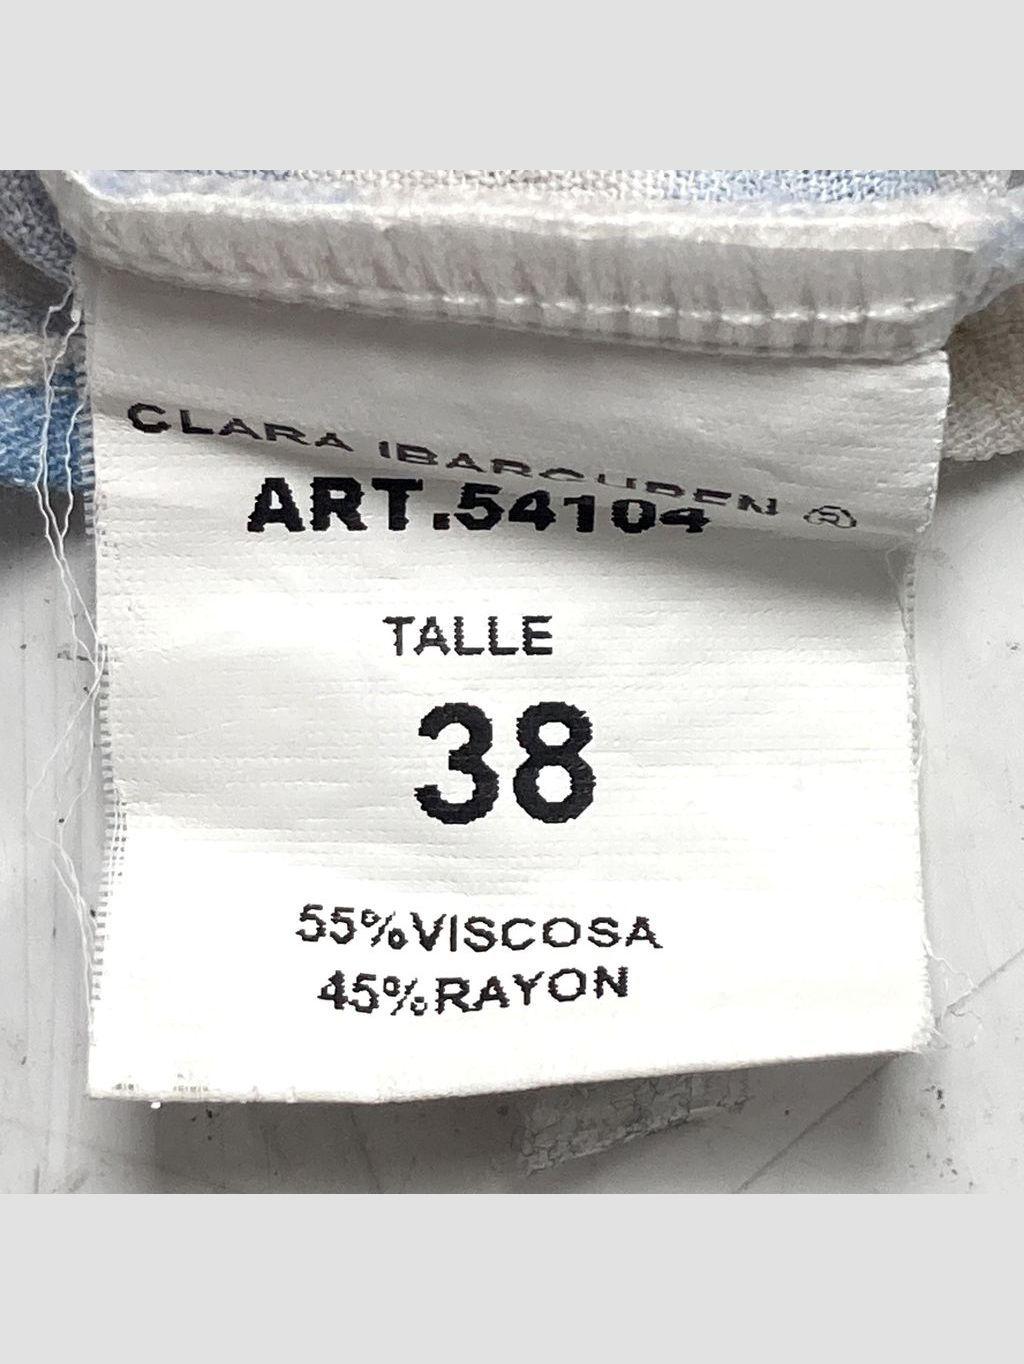 CLARA IBARGUREN ®
ART.54104
TALLE
38
55%VISCOSA
45%RAYON